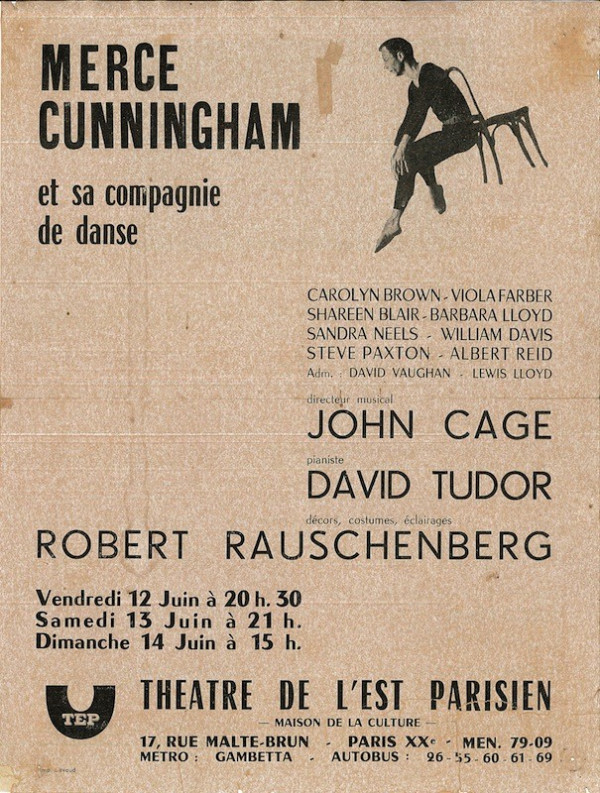 MERCE
CUNNINGHAM
et sa compagnie
de danse
CAROLYN BROWN - VIOLA FARBER
SHAREEN BLAIR - BARBARA LLOYD
SANDRA NEELS - WILLIAM DAVIS
STEVE PAXTON - ALBERT REID
Adm. : DAVID VAUGHAN - LEWIS LLOYD
directeur musical
JOHN CAGE
pianiste
DAVID TUDOR
décors, costumes, éclairages
ROBERT RAUSCHENBERG
Vendredi 12 Juin à 20 h. 30
Samedi 13 Juin à 21 h.
Dimanche 14 Juin à 15 h.
TEP
THEATRE DE L'EST PARISIEN
— MAISON DE LA CULTURE —
17, RUE MALTE-BRUN - PARIS XXe - MEN. 79-09
METRO : GAMBETTA - AUTOBUS : 26-55-60-61-69